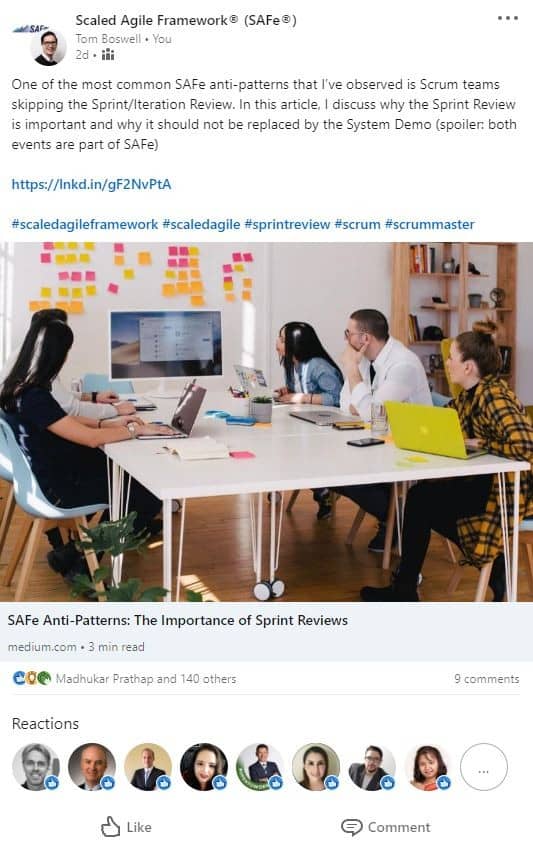 Scaled Agile Framework® (SAFe®)
Tom Boswell • You
2d •
One of the most common SAFe anti-patterns that I've observed is Scrum teams
skipping the Sprint/Iteration Review. In this article, I discuss why the Sprint Review
is important and why it should not be replaced by the System Demo (spoiler: both
events are part of SAFe)
https://lnkd.in/gF2NvPtA
#scaledagileframework #scaledagile #sprintreview #scrum #scrummaster
SAFe Anti-Patterns: The Importance of Sprint Reviews
medium.com • 3 min read
Madhukar Prathap and 140 others
9 comments
Reactions
...
Like
Comment